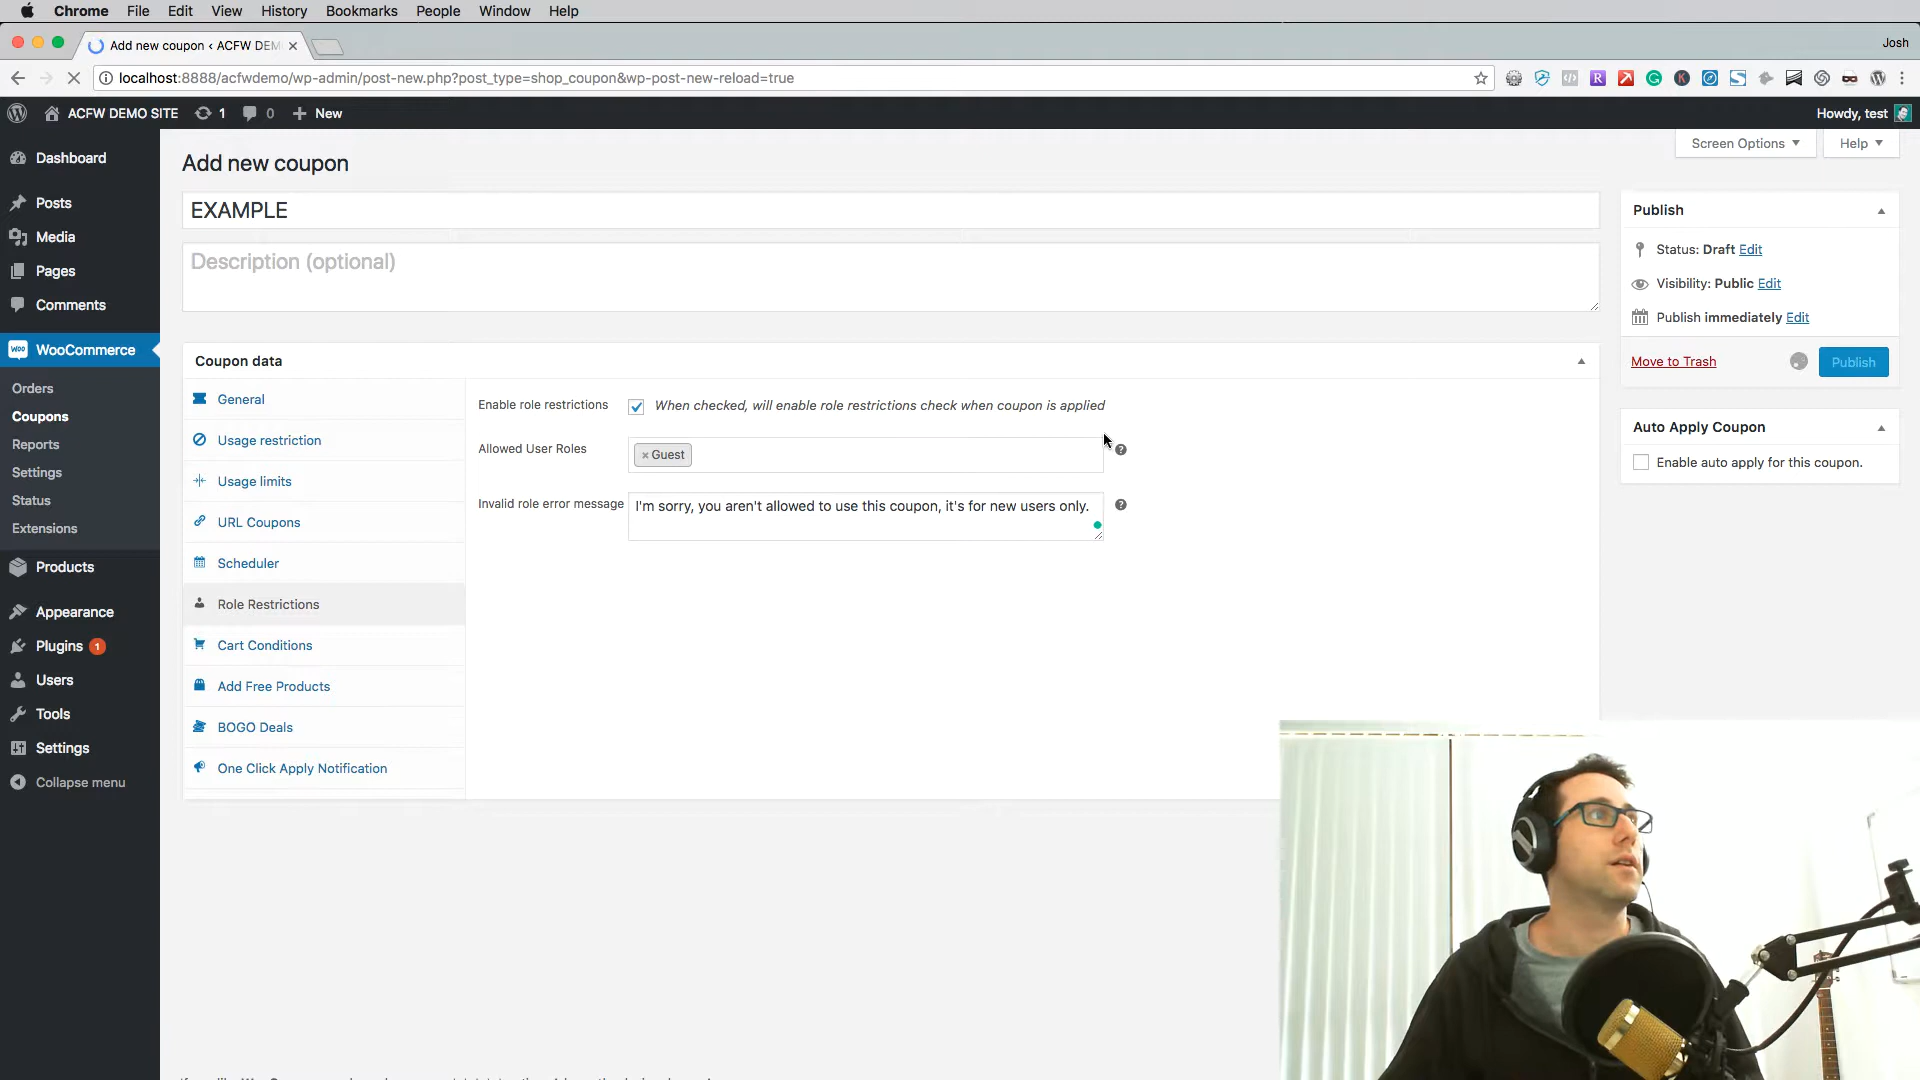 Chrome File Edit View History Bookmarks People Window Help
Add new coupon ‹ ACFW DEM
Josh
localhost:8888/acfwdemo/wp-admin/post-new.php?post_type=shop_coupon&wp-post-new-reload=true
ACFW DEMO SITE 1 0 New
Howdy, test
Screen Options Help
Dashboard
Posts
Media
Pages
Comments
WooCommerce
Orders
Coupons
Reports
Settings
Status
Extensions
Products
Appearance
Plugins 1
Users
Tools
Settings
Collapse menu
Add new coupon
EXAMPLE
Description (optional)
Coupon data
General
Usage restriction
Usage limits
URL Coupons
Scheduler
Role Restrictions
Cart Conditions
Add Free Products
BOGO Deals
One Click Apply Notification
Enable role restrictions When checked, will enable role restrictions check when coupon is applied
Allowed User Roles × Guest
Invalid role error message I'm sorry, you aren't allowed to use this coupon, it's for new users only.
Publish
Status: Draft Edit
Visibility: Public Edit
Publish immediately Edit
Move to Trash Publish
Auto Apply Coupon
Enable auto apply for this coupon.